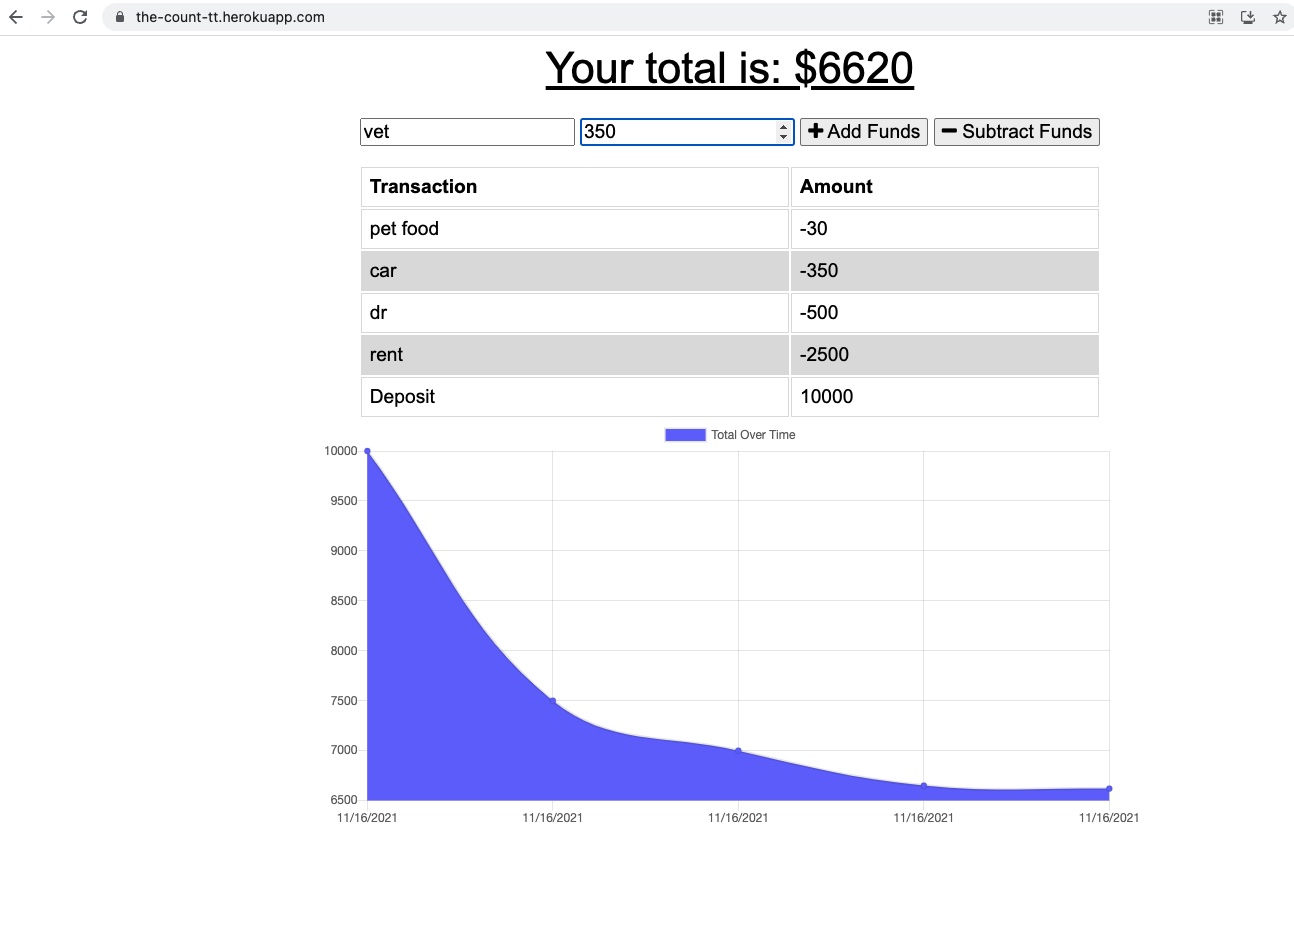 the-count-tt.herokuapp.com
Your total is: $6620
vet 350 Add Funds Subtract Funds
Transaction Amount
pet food -30
car -350
dr -500
rent -2500
Deposit 10000
Total Over Time
10000
9500
9000
8500
8000
7500
7000
6500
11/16/2021 11/16/2021 11/16/2021 11/16/2021 11/16/2021